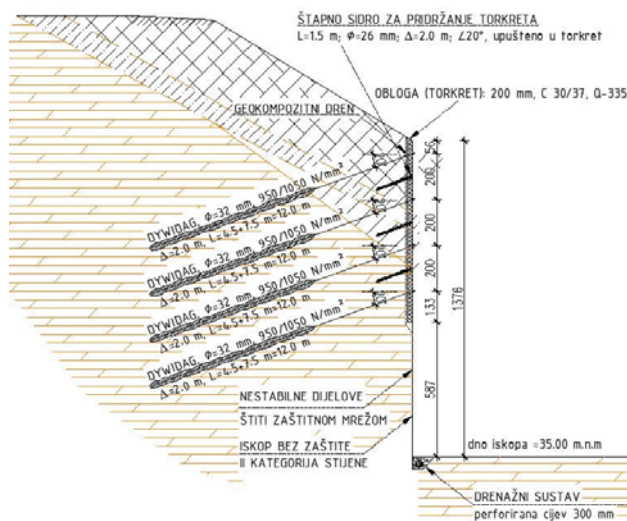 ŠTAPNO SIDRO ZA PRIDRŽANJE TORKRETA
L=1.5 m; Φ=26 mm; Δ=2.0 m; ∠20°, upušteno u torkret
OBLOGA (TORKRET): 200 mm, C 30/37, Q-335
GEOKOMPOZITNI DREN
56
200
200
200
133
587
1376
DYWIDAG, Φ=32 mm, 950/1050 N/mm²
Δ=2.0 m, L=4.5+7.5 m=12.0 m
DYWIDAG, Φ=32 mm, 950/1050 N/mm²
Δ=2.0 m, L=4.5+7.5 m=12.0 m
DYWIDAG, Φ=32 mm, 950/1050 N/mm²
Δ=2.0 m, L=4.5+7.5 m=12.0 m
DYWIDAG, Φ=32 mm, 950/1050 N/mm²
Δ=2.0 m, L=4.5+7.5 m=12.0 m
NESTABILNE DIJELOVE
ŠTITI ZAŠTITNOM MREŽOM
ISKOP BEZ ZAŠTITE
II KATEGORIJA STIJENE
dno iskopa =35.00 m.n.m
DRENAŽNI SUSTAV
perforirana cijev 300 mm